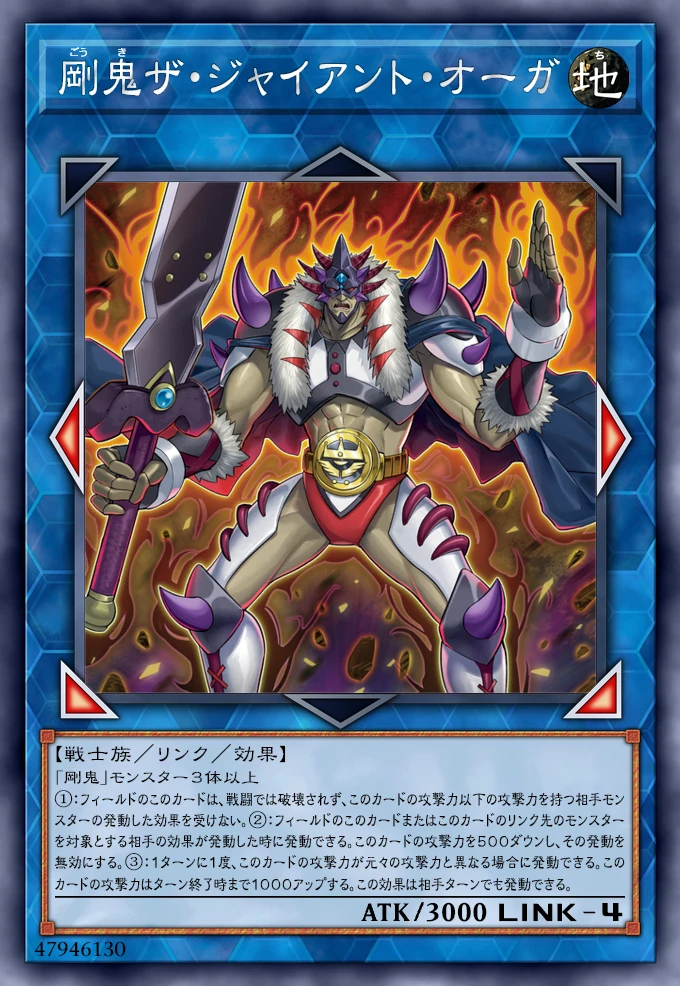 ごうき
剛鬼ザ・ジャイアント・オーガ
ち
地
【戦士族／リンク／効果】
「剛鬼」モンスター３体以上
①：フィールドのこのカードは、戦闘では破壊されず、このカードの攻撃力以下の攻撃力を持つ相手モン
スターの発動した効果を受けない。②：フィールドのこのカードまたはこのカードのリンク先のモンスター
を対象とする相手の効果が発動した時に発動できる。このカードの攻撃力を５００ダウンし、その発動を
無効にする。③：１ターンに１度、このカードの攻撃力が元々の攻撃力と異なる場合に発動できる。この
カードの攻撃力はターン終了時まで１０００アップする。この効果は相手ターンでも発動できる。
ATK/3000 LINK-4
47946130